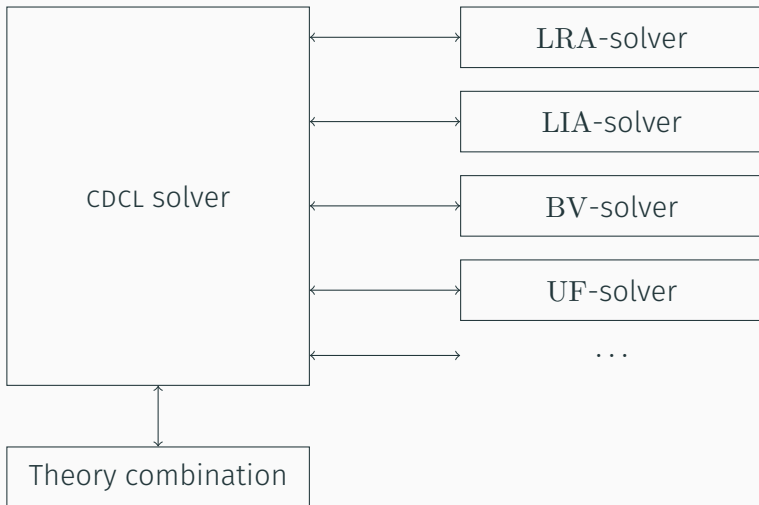 LRA-solver
LIA-solver
CDCL solver
BV-solver
UF-solver
...
Theory combination